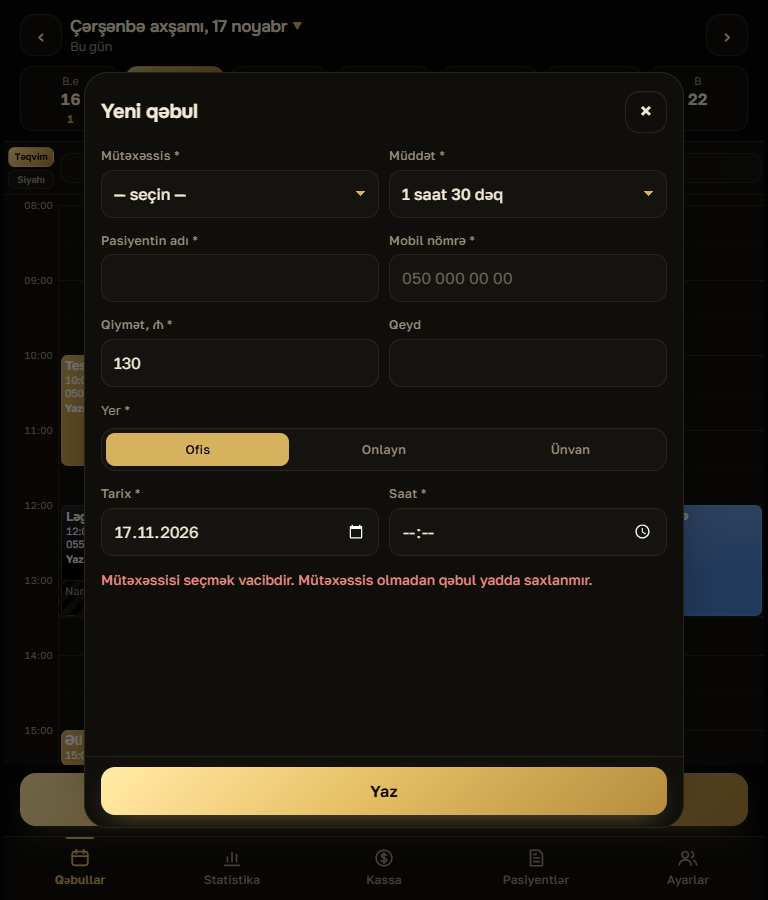 Çərşənbə axşamı, 17 noyabr ▾
Bu gün
B.e
16
1
B
22
Təqvim
Siyahı
Yeni qəbul
×
Mütəxəssis *
Müddət *
— seçin —
1 saat 30 dəq
Pasiyentin adı *
Mobil nömrə *
050 000 00 00
Qiymət, ₼ *
Qeyd
130
Yer *
Ofis
Onlayn
Ünvan
Tarix *
Saat *
17.11.2026
--:--
Mütəxəssisi seçmək vacibdir. Mütəxəssis olmadan qəbul yadda saxlanmır.
Yaz
08:00
09:00
10:00
11:00
12:00
13:00
14:00
15:00
Qəbullar
Statistika
Kassa
Pasiyentlər
Ayarlar